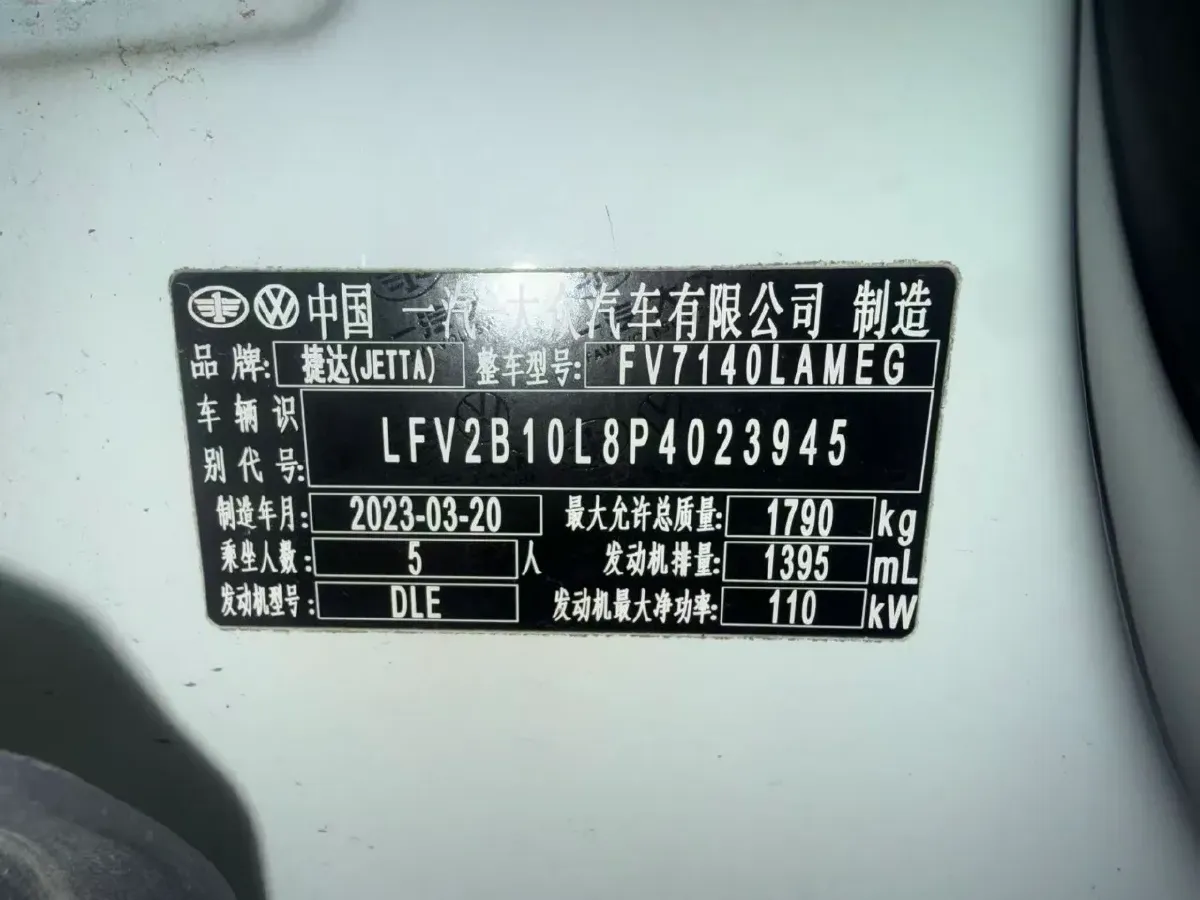 中国 一汽-大众汽车有限公司 制造
品牌: 捷达(JETTA) 整车型号: FV7140LAMEG
车辆识别代号: LFV2B10L8P4023945
制造年月: 2023-03-20 最大允许总质量: 1790 kg
乘坐人数: 5 人 发动机排量: 1395 mL
发动机型号: DLE 发动机最大净功率: 110 kW